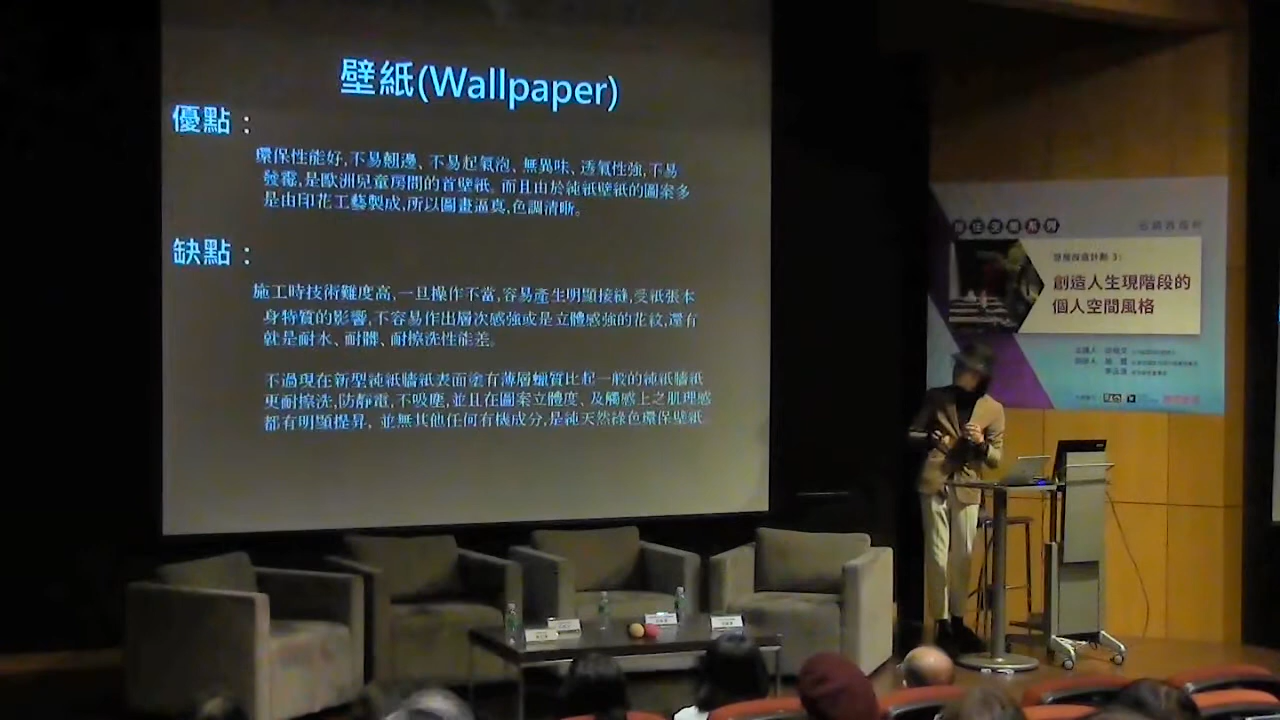 壁紙(Wallpaper)
優點：
環保性能好,不易翹邊、不易起氣泡、無異味、透氣性強,不易
發霉,是歐洲兒童房間的首壁紙。而且由於純紙壁紙的圖案多
是由印花工藝製成,所以圖畫逼真,色調清晰。
缺點：
施工時技術難度高,一旦操作不當,容易產生明顯接縫,受紙張本
身特質的影響,不容易作出層次感強或是立體感強的花紋,還有
就是耐水、耐髒、耐擦洗性能差。
不過現在新型純紙牆紙表面塗有薄層蠟質比起一般的純紙牆紙
更耐擦洗,防靜電,不吸塵,並且在圖案立體度、及觸感上之肌理感
都有明顯提昇, 並無其他任何有機成分,是純天然綠色環保壁紙
創造人生現階段的
個人空間風格